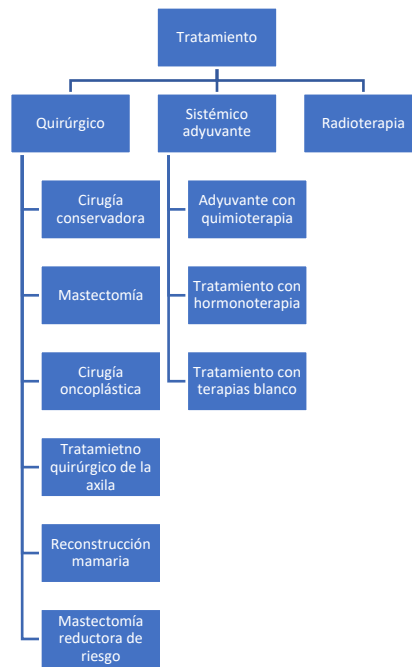 Tratamiento
Quirúrgico
Sistémico
adyuvante
Radioterapia
Cirugía
conservadora
Mastectomía
Cirugía
oncoplástica
Tratamietno
quirúrgico de la
axila
Reconstrucción
mamaria
Mastectomía
reductora de
riesgo
Adyuvante con
quimioterapia
Tratamiento con
hormonoterapia
Tratamiento con
terapias blanco